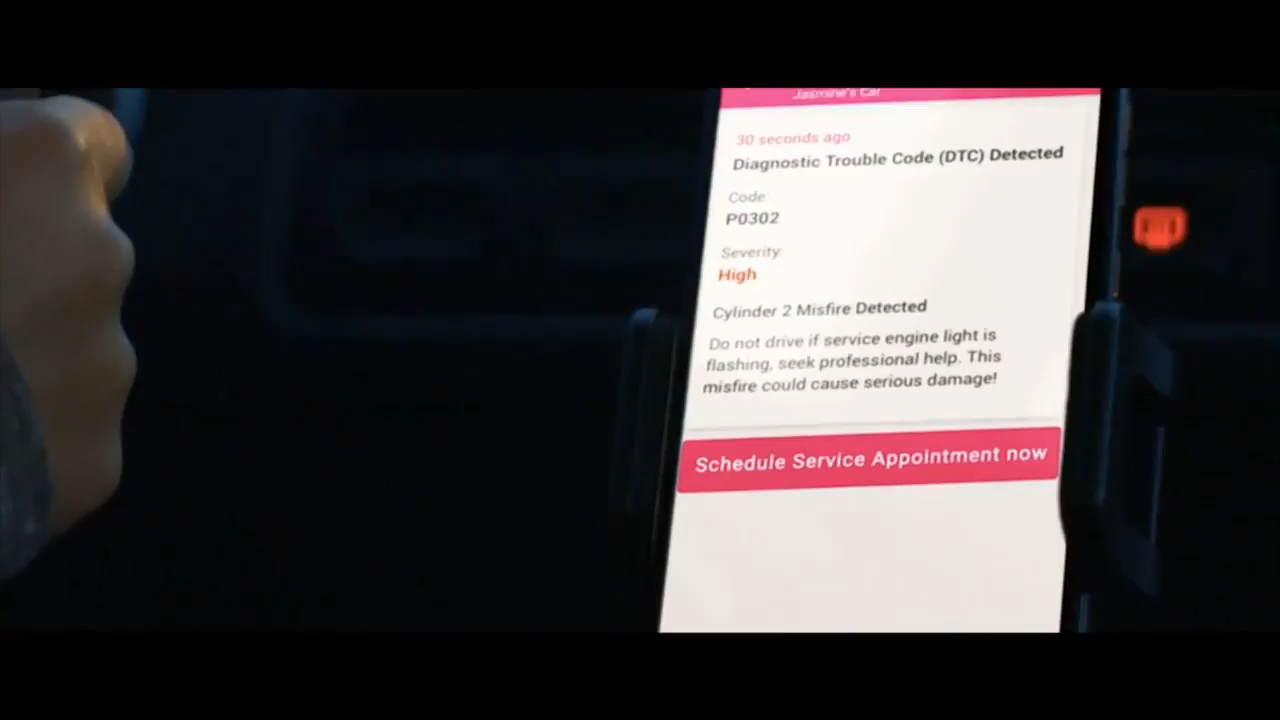 Jasmine's Car
30 seconds ago
Diagnostic Trouble Code (DTC) Detected
Code:
P0302
Severity:
High
Cylinder 2 Misfire Detected
Do not drive if service engine light is
flashing, seek professional help. This
misfire could cause serious damage!
Schedule Service Appointment now